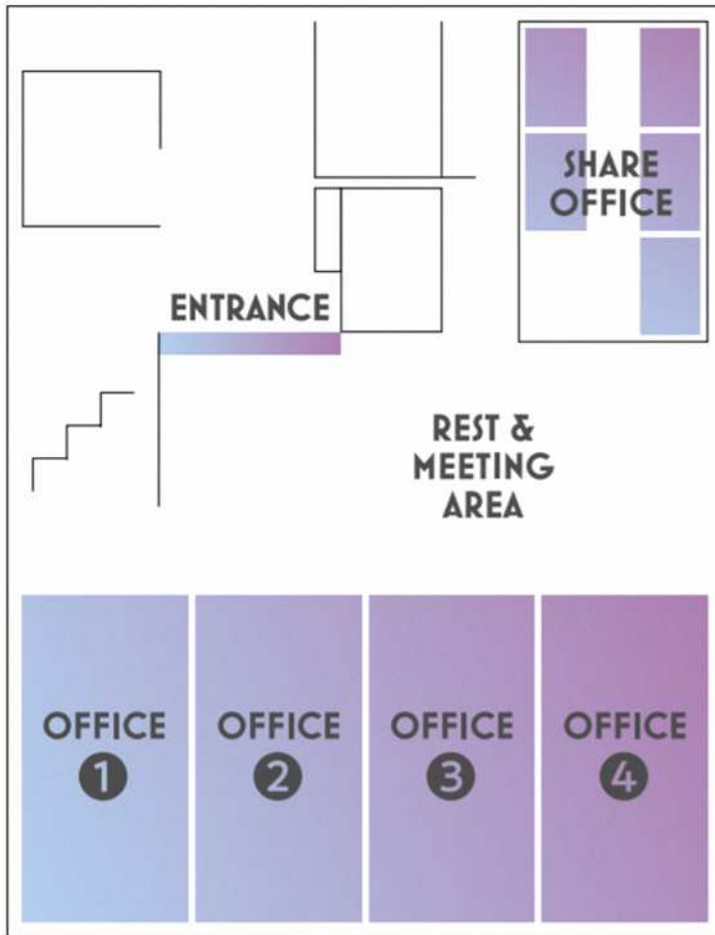 SHARE
OFFICE
ENTRANCE
REST &
MEETING
AREA
OFFICE
1
OFFICE
2
OFFICE
3
OFFICE
4